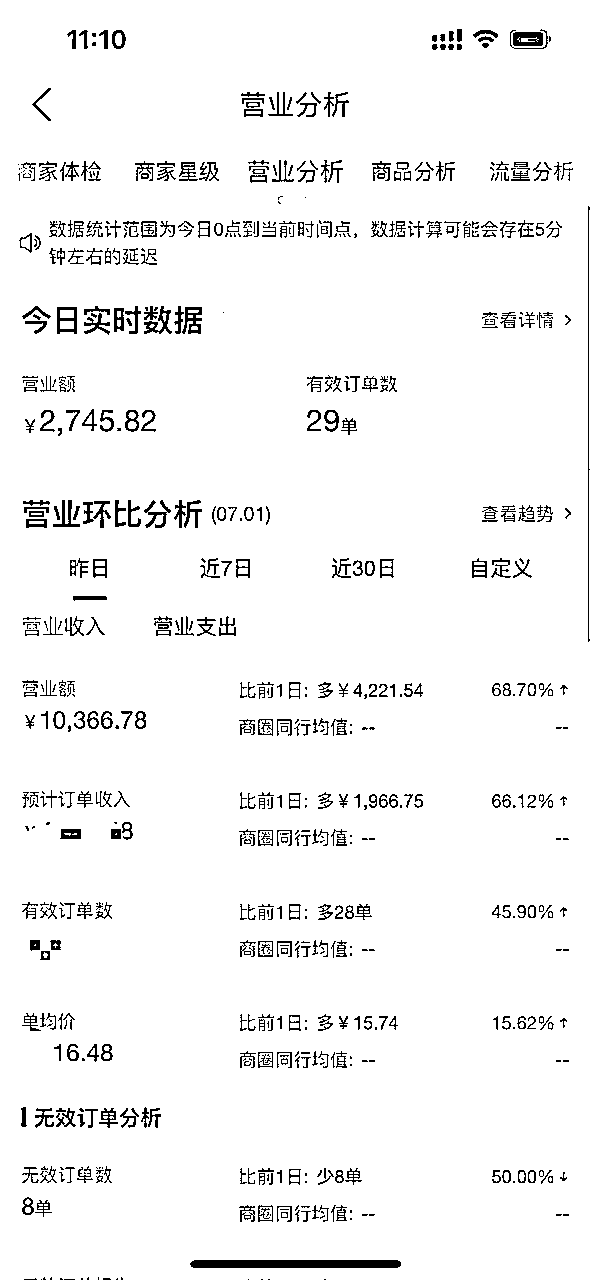 11:10
营业分析
商家体检 商家星级 营业分析 商品分析 流量分析
数据统计范围为今日0点到当前时间点，数据计算可能会存在5分
钟左右的延迟
今日实时数据 查看详情 >
营业额 有效订单数
¥2,745.82 29单
营业环比分析 (07.01) 查看趋势 >
昨日 近7日 近30日 自定义
营业收入 营业支出
营业额 比前1日: 多¥4,221.54 68.70% ↑
¥10,366.78 商圈同行均值: -- --
预计订单收入 比前1日: 多¥1,966.75 66.12% ↑
8 商圈同行均值: -- --
有效订单数 比前1日: 多28单 45.90% ↑
商圈同行均值: -- --
单均价 比前1日: 多¥15.74 15.62% ↑
16.48 商圈同行均值: -- --
无效订单分析
无效订单数 比前1日: 少8单 50.00% ↓
8单 商圈同行均值: -- --